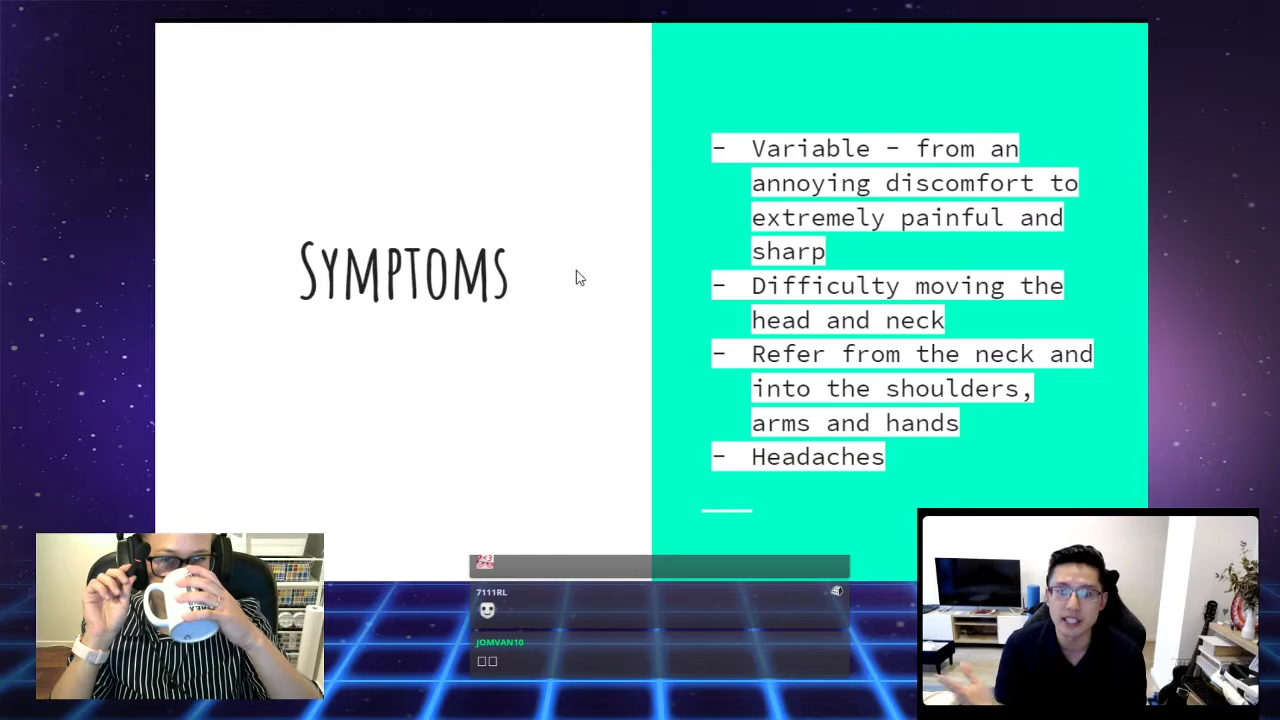 Symptoms
- Variable - from an
annoying discomfort to
extremely painful and
sharp
- Difficulty moving the
head and neck
- Refer from the neck and
into the shoulders,
arms and hands
- Headaches
7111RL
JOMVAN10